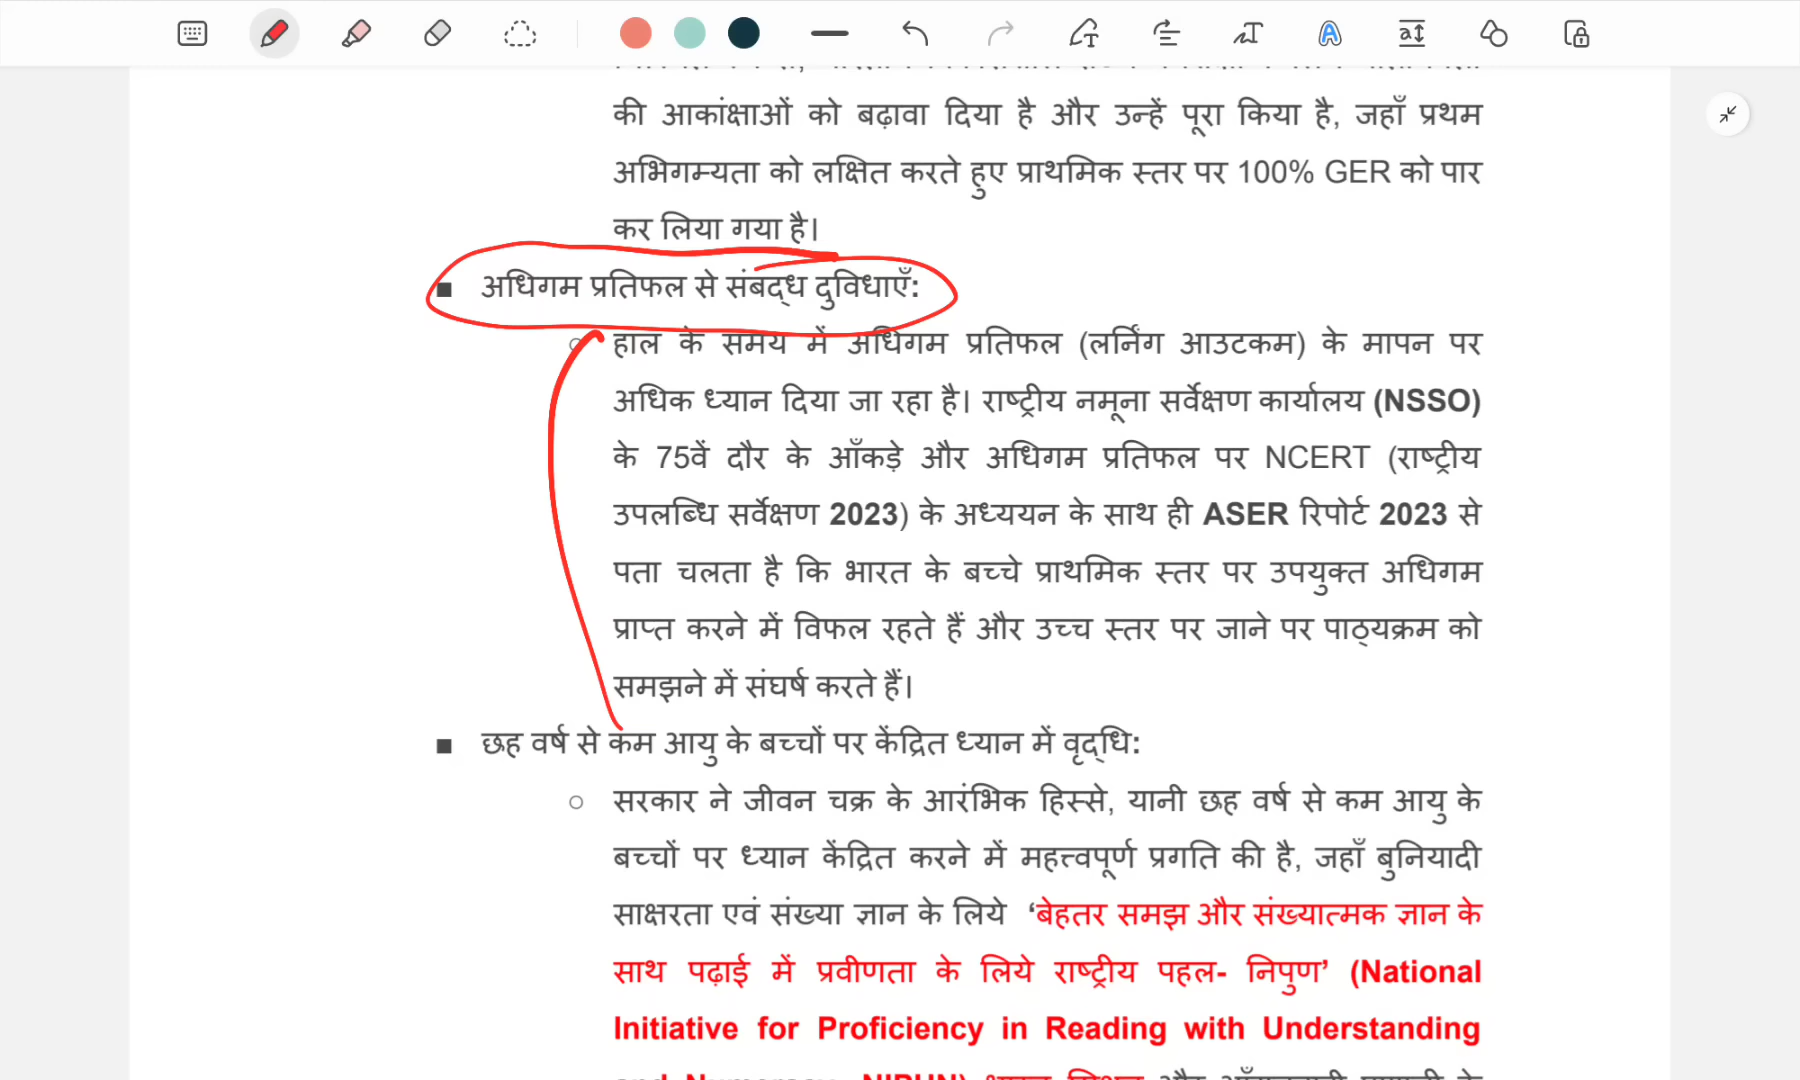 की आकांक्षाओं को बढ़ावा दिया है और उन्हें पूरा किया है, जहाँ प्रथम
अभिगम्यता को लक्षित करते हुए प्राथमिक स्तर पर 100% GER को पार
कर लिया गया है।
■ अधिगम प्रतिफल से संबद्ध दुविधाएँ:
○ हाल के समय में अधिगम प्रतिफल (लर्निंग आउटकम) के मापन पर
अधिक ध्यान दिया जा रहा है। राष्ट्रीय नमूना सर्वेक्षण कार्यालय (NSSO)
के 75वें दौर के आँकड़े और अधिगम प्रतिफल पर NCERT (राष्ट्रीय
उपलब्धि सर्वेक्षण 2023) के अध्ययन के साथ ही ASER रिपोर्ट 2023 से
पता चलता है कि भारत के बच्चे प्राथमिक स्तर पर उपयुक्त अधिगम
प्राप्त करने में विफल रहते हैं और उच्च स्तर पर जाने पर पाठ्यक्रम को
समझने में संघर्ष करते हैं।
■ छह वर्ष से कम आयु के बच्चों पर केंद्रित ध्यान में वृद्धि:
○ सरकार ने जीवन चक्र के आरंभिक हिस्से, यानी छह वर्ष से कम आयु के
बच्चों पर ध्यान केंद्रित करने में महत्त्वपूर्ण प्रगति की है, जहाँ बुनियादी
साक्षरता एवं संख्या ज्ञान के लिये ‘बेहतर समझ और संख्यात्मक ज्ञान के
साथ पढ़ाई में प्रवीणता के लिये राष्ट्रीय पहल- निपुण’ (National
Initiative for Proficiency in Reading with Understanding
and Numeracy- NIPUN)